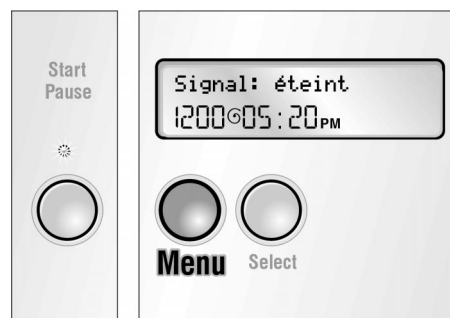 Start
Pause
Signal: éteint
1200 05:20PM
Menu
Select